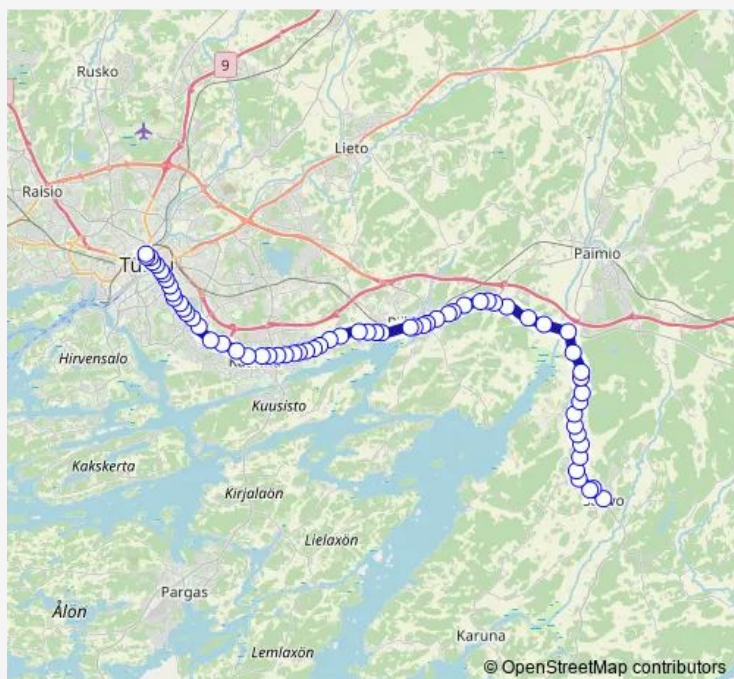 Rusko
9
Lieto
Raisio
Paimio
Hirvensalo
Kuusisto
Kakskerta
Kirjalaön
Lielaxön
Pargas
Ålon
Karuna
Lemlaxön
© OpenStreetMap contributors